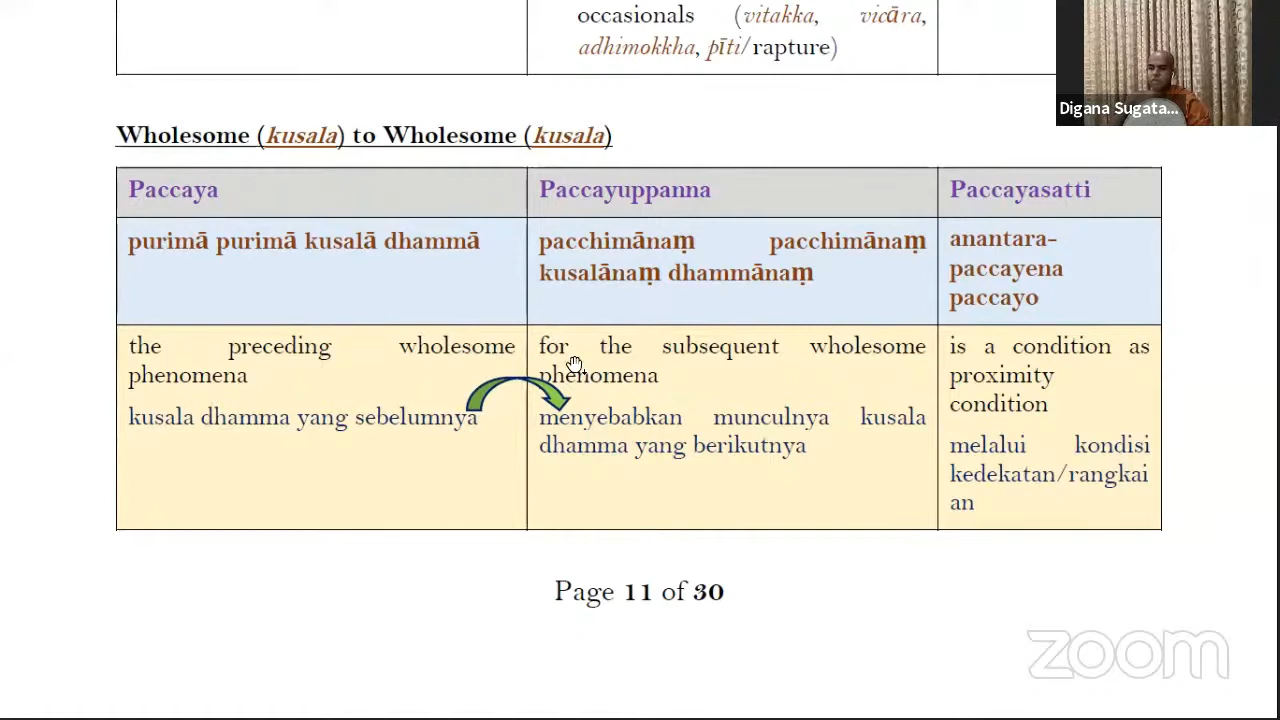 occasionals (vitakka, vicāra,
adhimokkha, pīti/rapture)
Digana Sugata...
Wholesome (kusala) to Wholesome (kusala)
Paccaya
Paccayuppanna
Paccayasatti
purimā purimā kusalā dhammā
pacchimānaṃ pacchimānaṃ
kusalānaṃ dhammānaṃ
anantara-
paccayena
paccayo
the preceding wholesome
phenomena
kusala dhamma yang sebelumnya
for the subsequent wholesome
phenomena
menyebabkan munculnya kusala
dhamma yang berikutnya
is a condition as
proximity
condition
melalui kondisi
kedekatan/rangkai
an
Page 11 of 30
zoom